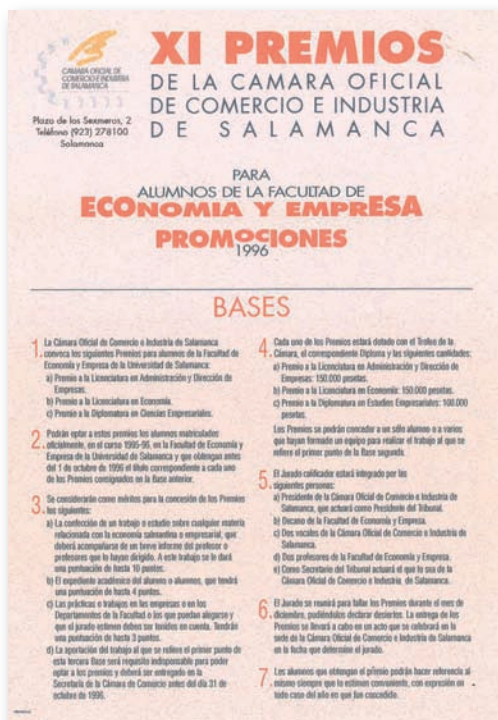 CAMARA OFICIAL DE
COMERCIO E INDUSTRIA
DE SALAMANCA
Plaza de los Sexmeros, 2
Teléfono (923) 278100
Salamanca
XI PREMIOS
DE LA CAMARA OFICIAL
DE COMERCIO E INDUSTRIA
DE SALAMANCA
PARA
ALUMNOS DE LA FACULTAD DE
ECONOMIA Y EMPRESA
PROMOCIONES
1996
BASES
1. La Cámara Oficial de Comercio e Industria de Salamanca
convoca los siguientes Premios para alumnos de la Facultad de
Economía y Empresa de la Universidad de Salamanca:
a) Premio a la Licenciatura en Administración y Dirección de
Empresas.
b) Premio a la Licenciatura en Economía.
c) Premio a la Diplomatura en Ciencias Empresariales.
2. Podrán optar a estos premios los alumnos matriculados
oficialmente, en el curso 1995-96, en la Facultad de Economía y
Empresa de la Universidad de Salamanca y que obtengan antes
del 1 de octubre de 1996 el título correspondiente a cada uno
de los Premios consignados en la Base anterior.
3. Se considerarán como méritos para la concesión de los Premios
los siguientes:
a) La confección de un trabajo o estudio sobre cualquier materia
relacionada con la economía salmantina o empresarial, que
deberá acompañarse de un breve informe del profesor o
profesores que lo hayan dirigido. A este trabajo se le dará
una puntuación de hasta 10 puntos.
b) El expediente académico del alumno o alumnos, que tendrá
una puntuación de hasta 4 puntos.
c) Las prácticas o trabajos en las empresas o en los
Departamentos de la Facultad o los que puedan alegarse y
que el jurado estimen deben ser tenidos en cuenta. Tendrán
una puntuación de hasta 3 puntos.
d) La aportación del trabajo al que se refiere el primer punto de
esta tercera Base será requisito indispensable para poder
optar a los premios y deberá ser entregado en la
Secretaría de la Cámara de Comercio antes del día 31 de
octubre de 1996.
4. Cada uno de los Premios estará dotado con el Trofeo de la
Cámara, el correspondiente Diploma y las siguientes cantidades:
a) Premio a la Licenciatura en Administración y Dirección de
Empresas: 150.000 pesetas.
b) Premio a la Licenciatura en Economía: 150.000 pesetas.
c) Premio a la Diplomatura en Estudios Empresariales: 100.000
pesetas.
Los Premios se podrán conceder a un sólo alumno o a varios
que hayan formado un equipo para realizar el trabajo al que se
refiere el primer punto de la Base segunda.
5. El Jurado calificador estará integrado por las
siguientes personas:
a) Presidente de la Cámara Oficial de Comercio e Industria de
Salamanca, que actuará como Presidente del Tribunal.
b) Decano de la Facultad de Economía y Empresa.
c) Dos vocales de la Cámara Oficial de Comercio e Industria de
Salamanca.
d) Dos profesores de la Facultad de Economía y Empresa.
e) Como Secretario del Tribunal actuará el que lo sea de la
Cámara Oficial de Comercio e Industria, de Salamanca.
6. El Jurado se reunirá para fallar los Premios durante el mes de
diciembre, pudiéndolos declarar desiertos. La entrega de los
Premios se llevará a cabo en un acto que se celebrará en la
sede de la Cámara Oficial de Comercio e Industria de Salamanca
en la fecha que determine el jurado.
7. Los alumnos que obtengan el premio podrán hacer referencia al
mismo siempre que lo estimen conveniente, con expresión en
todo caso del año en que fue concedido.